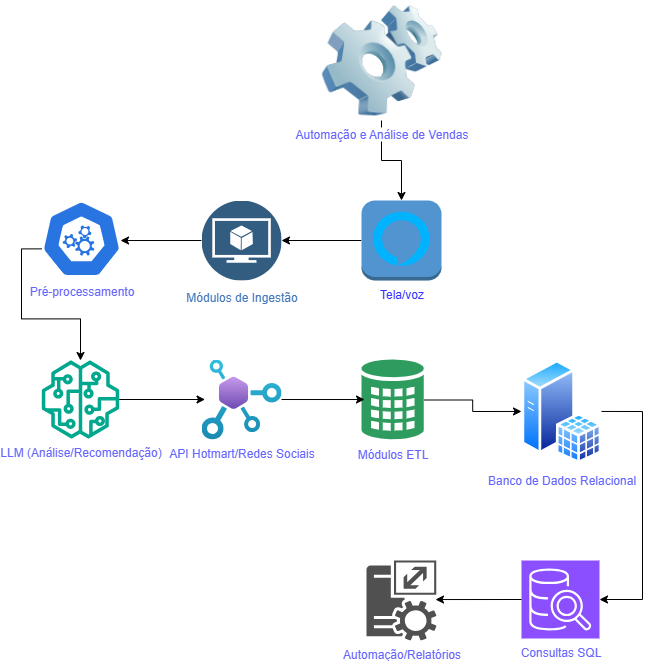 Automação e Análise de Vendas
Tela/voz
Módulos de Ingestão
Pré-processamento
LLM (Análise/Recomendação)
API Hotmart/Redes Sociais
Módulos ETL
Banco de Dados Relacional
Consultas SQL
Automação/Relatórios